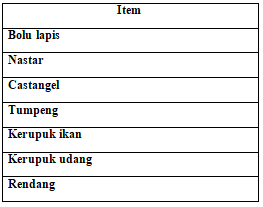 Item
Bolu lapis
Nastar
Castangel
Tumpeng
Kerupuk ikan
Kerupuk udang
Rendang